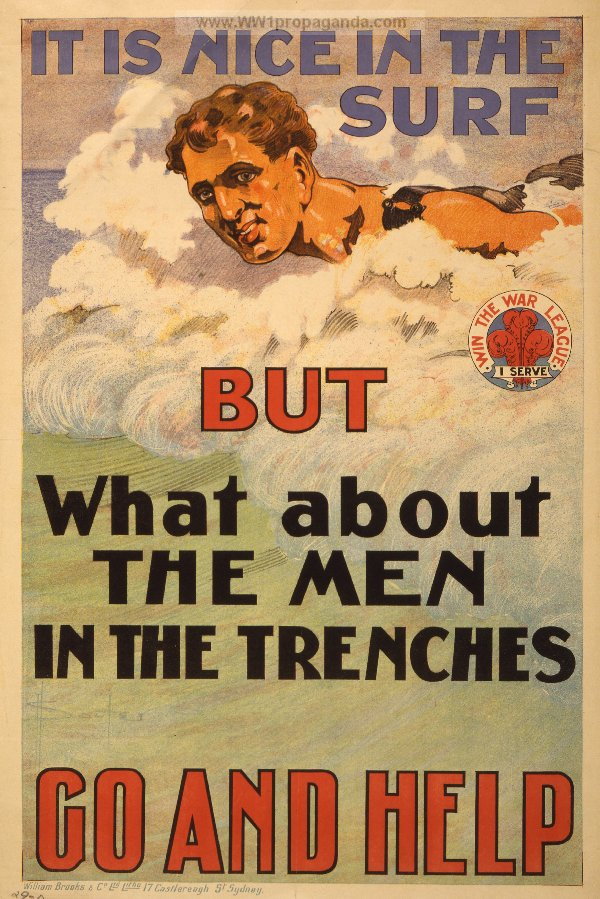 www.WW1propaganda.com
IT IS NICE IN THE
SURF
WIN THE WAR LEAGUE
I SERVE
BUT
What about
THE MEN
IN THE TRENCHES
GO AND HELP
William Brooks & Co Ltd Litho 17 Castlereagh St Sydney.